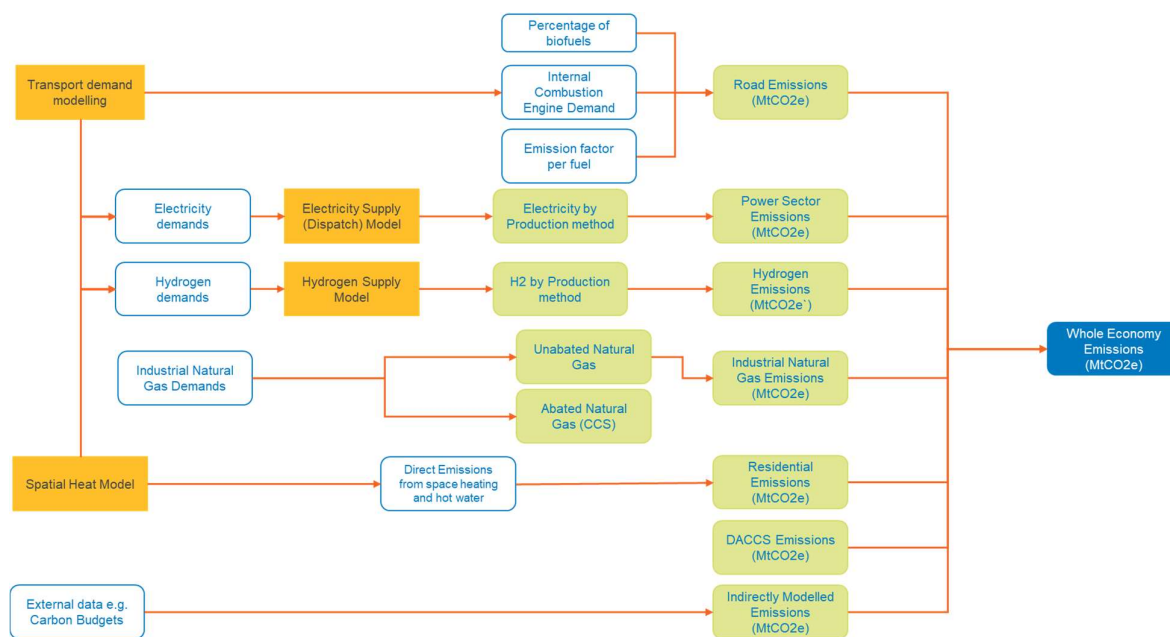 Percentage of
biofuels
Transport demand
modelling
Internal
Combustion
Engine Demand
Road Emissions
(MtCO2e)
Emission factor
per fuel
Electricity
demands
Electricity Supply
(Dispatch) Model
Electricity by
Production method
Power Sector
Emissions
(MtCO2e)
Hydrogen
demands
Hydrogen Supply
Model
H2 by Production
method
Hydrogen
Emissions
(MtCO2e`)
Whole Economy
Emissions
(MtCO2e)
Industrial Natural
Gas Demands
Unabated Natural
Gas
Industrial Natural
Gas Emissions
(MtCO2e)
Abated Natural
Gas (CCS)
Spatial Heat Model
Direct Emissions
from space heating
and hot water
Residential
Emissions
(MtCO2e)
DACCS Emissions
(MtCO2e)
External data e.g.
Carbon Budgets
Indirectly Modelled
Emissions
(MtCO2e)